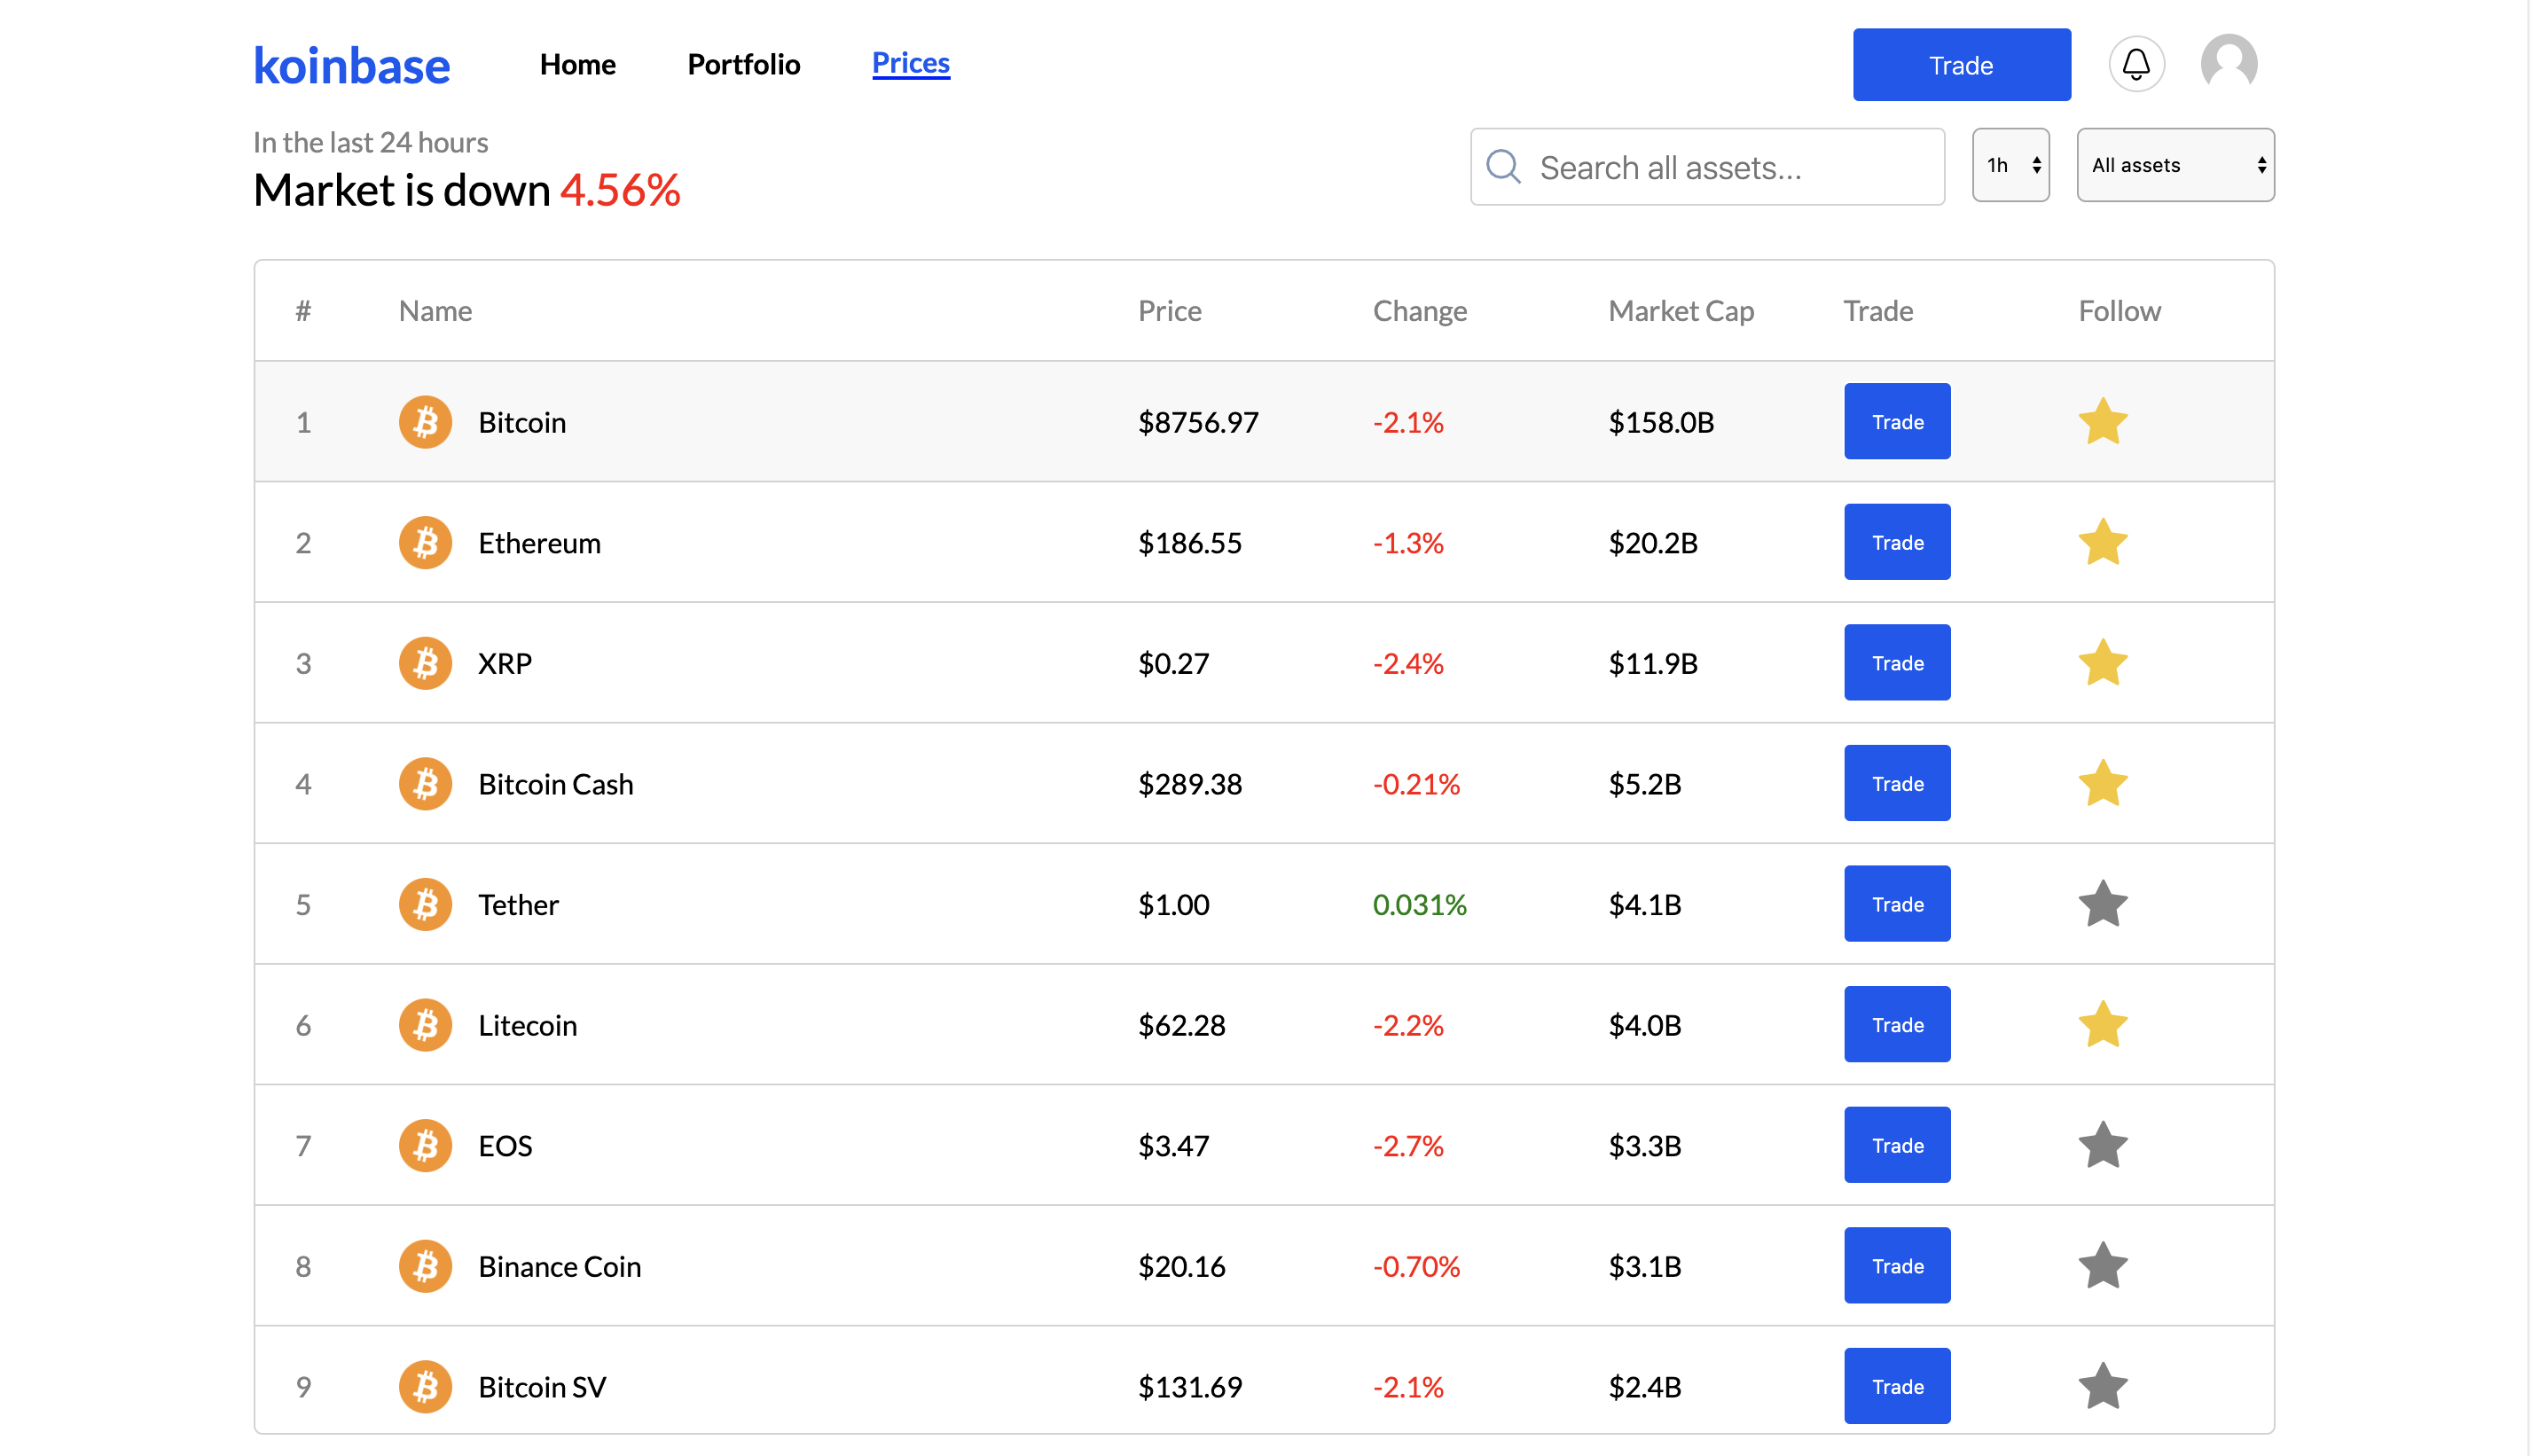 koinbase Home Portfolio Prices Trade
In the last 24 hours
Market is down 4.56%
Search all assets... 1h All assets
# Name Price Change Market Cap Trade Follow
1 Bitcoin $8756.97 -2.1% $158.0B Trade
2 Ethereum $186.55 -1.3% $20.2B Trade
3 XRP $0.27 -2.4% $11.9B Trade
4 Bitcoin Cash $289.38 -0.21% $5.2B Trade
5 Tether $1.00 0.031% $4.1B Trade
6 Litecoin $62.28 -2.2% $4.0B Trade
7 EOS $3.47 -2.7% $3.3B Trade
8 Binance Coin $20.16 -0.70% $3.1B Trade
9 Bitcoin SV $131.69 -2.1% $2.4B Trade